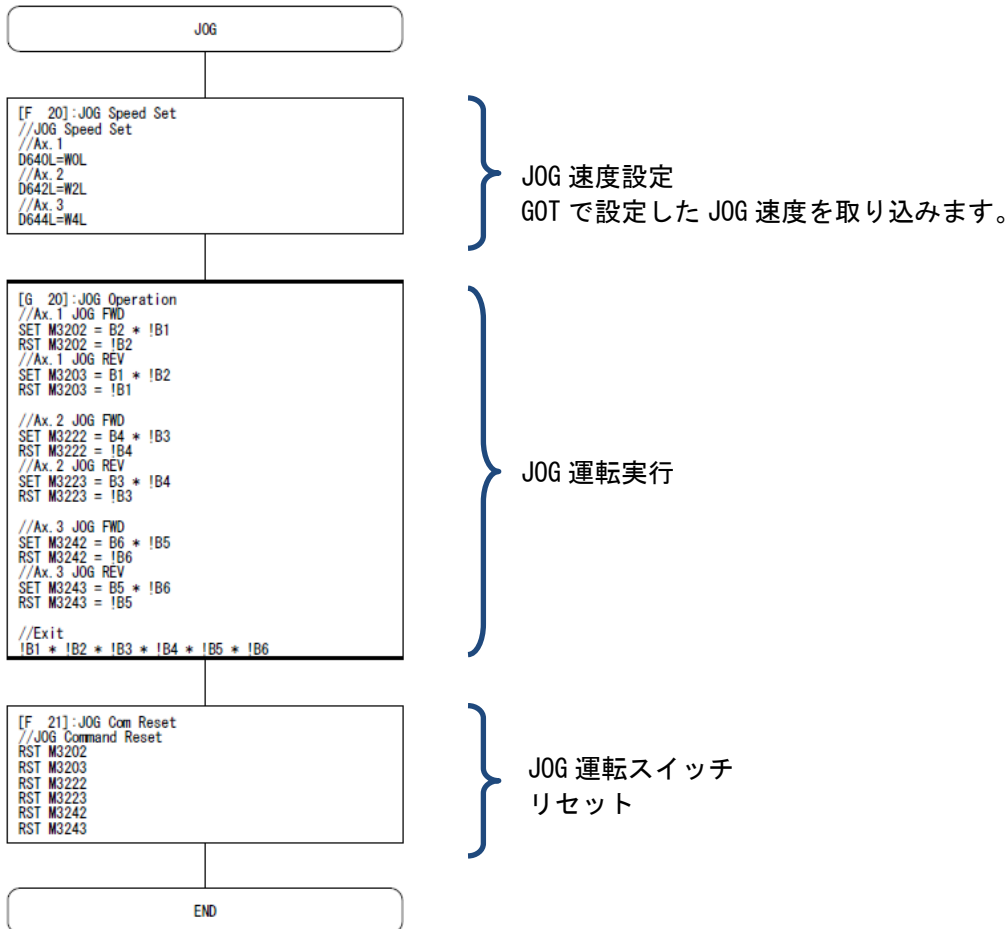 JOG
[F 20]:JOG Speed Set
//JOG Speed Set
//Ax.1
D640L=W0L
//Ax.2
D642L=W2L
//Ax.3
D644L=W4L
JOG 速度設定
GOT で設定した JOG 速度を取り込みます。
[G 20]:JOG Operation
//Ax.1 JOG FWD
SET M3202 = B2 * !B1
RST M3202 = !B2
//Ax.1 JOG REV
SET M3203 = B1 * !B2
RST M3203 = !B1
//Ax.2 JOG FWD
SET M3222 = B4 * !B3
RST M3222 = !B4
//Ax.2 JOG REV
SET M3223 = B3 * !B4
RST M3223 = !B3
//Ax.3 JOG FWD
SET M3242 = B6 * !B5
RST M3242 = !B6
//Ax.3 JOG REV
SET M3243 = B5 * !B6
RST M3243 = !B5
//Exit
!B1 * !B2 * !B3 * !B4 * !B5 * !B6
JOG 運転実行
[F 21]:JOG Com Reset
//JOG Command Reset
RST M3202
RST M3203
RST M3222
RST M3223
RST M3242
RST M3243
JOG 運転スイッチ
リセット
END